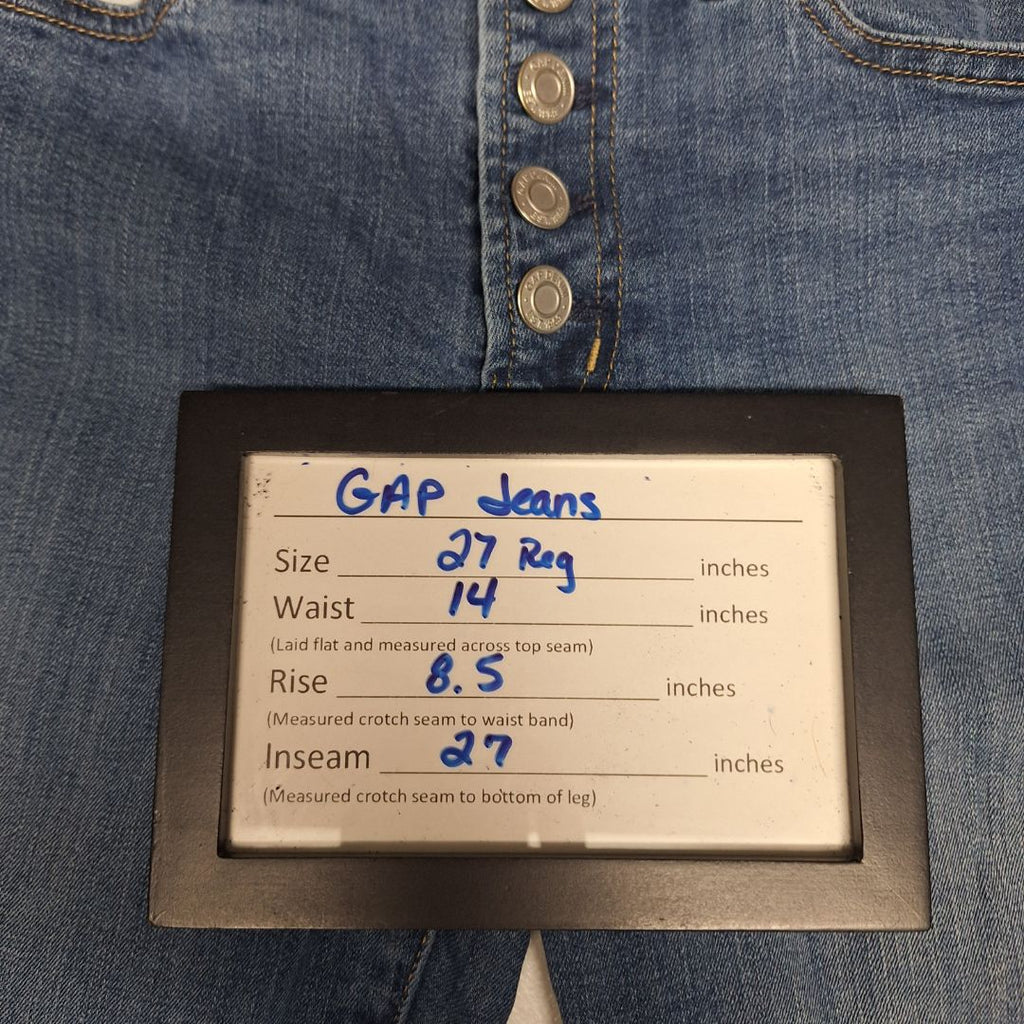 GAP Jeans
Size 27 Reg inches
Waist 14 inches
(Laid flat and measured across top seam)
Rise 8.5 inches
(Measured crotch seam to waist band)
Inseam 27 inches
(Measured crotch seam to bottom of leg)